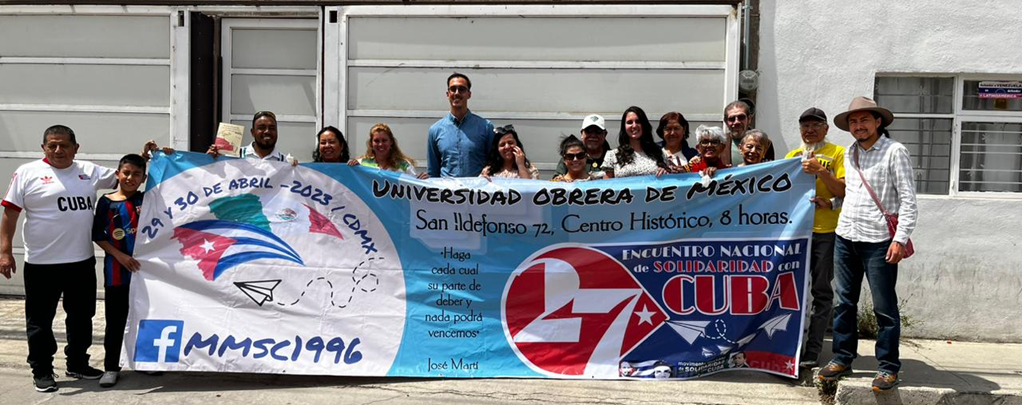 CUBA
29 Y 30 DE ABRIL - 2023 / CDMX
f MMSC1996
UNIVERSIDAD OBRERA DE MÉXICO
San Ildefonso 72, Centro Histórico, 8 horas.
"Haga
cada cual
su parte de
deber y
nada podrá
vencernos"
José Martí
27
ENCUENTRO NACIONAL
de SOLIDARIDAD con
CUBA